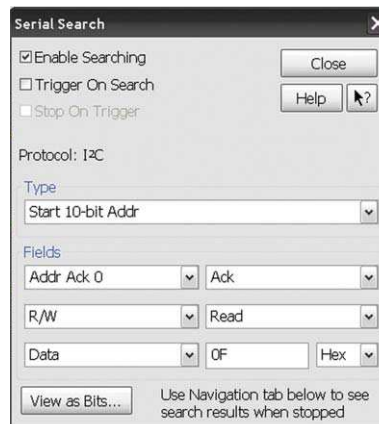 Serial Search
Enable Searching
Close
Trigger On Search
Help
?
Stop On Trigger
Protocol: I²C
Type
Start 10-bit Addr
Fields
Addr Ack 0 Ack
R/W Read
Data 0F Hex
View as Bits... Use Navigation tab below to see
search results when stopped